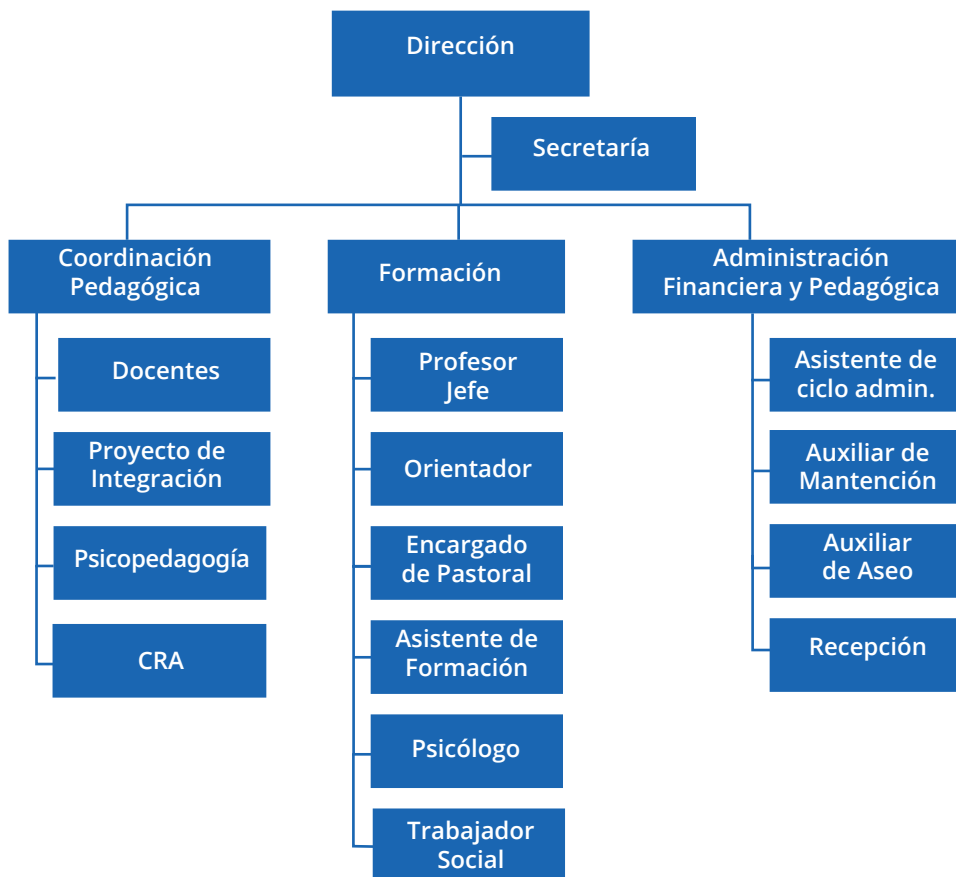 Dirección
Secretaría
Coordinación
Pedagógica
Formación
Administración
Financiera y Pedagógica
Docentes
Proyecto de
Integración
Psicopedagogía
CRA
Profesor
Jefe
Orientador
Encargado
de Pastoral
Asistente de
Formación
Psicólogo
Trabajador
Social
Asistente de
ciclo admin.
Auxiliar de
Mantención
Auxiliar
de Aseo
Recepción